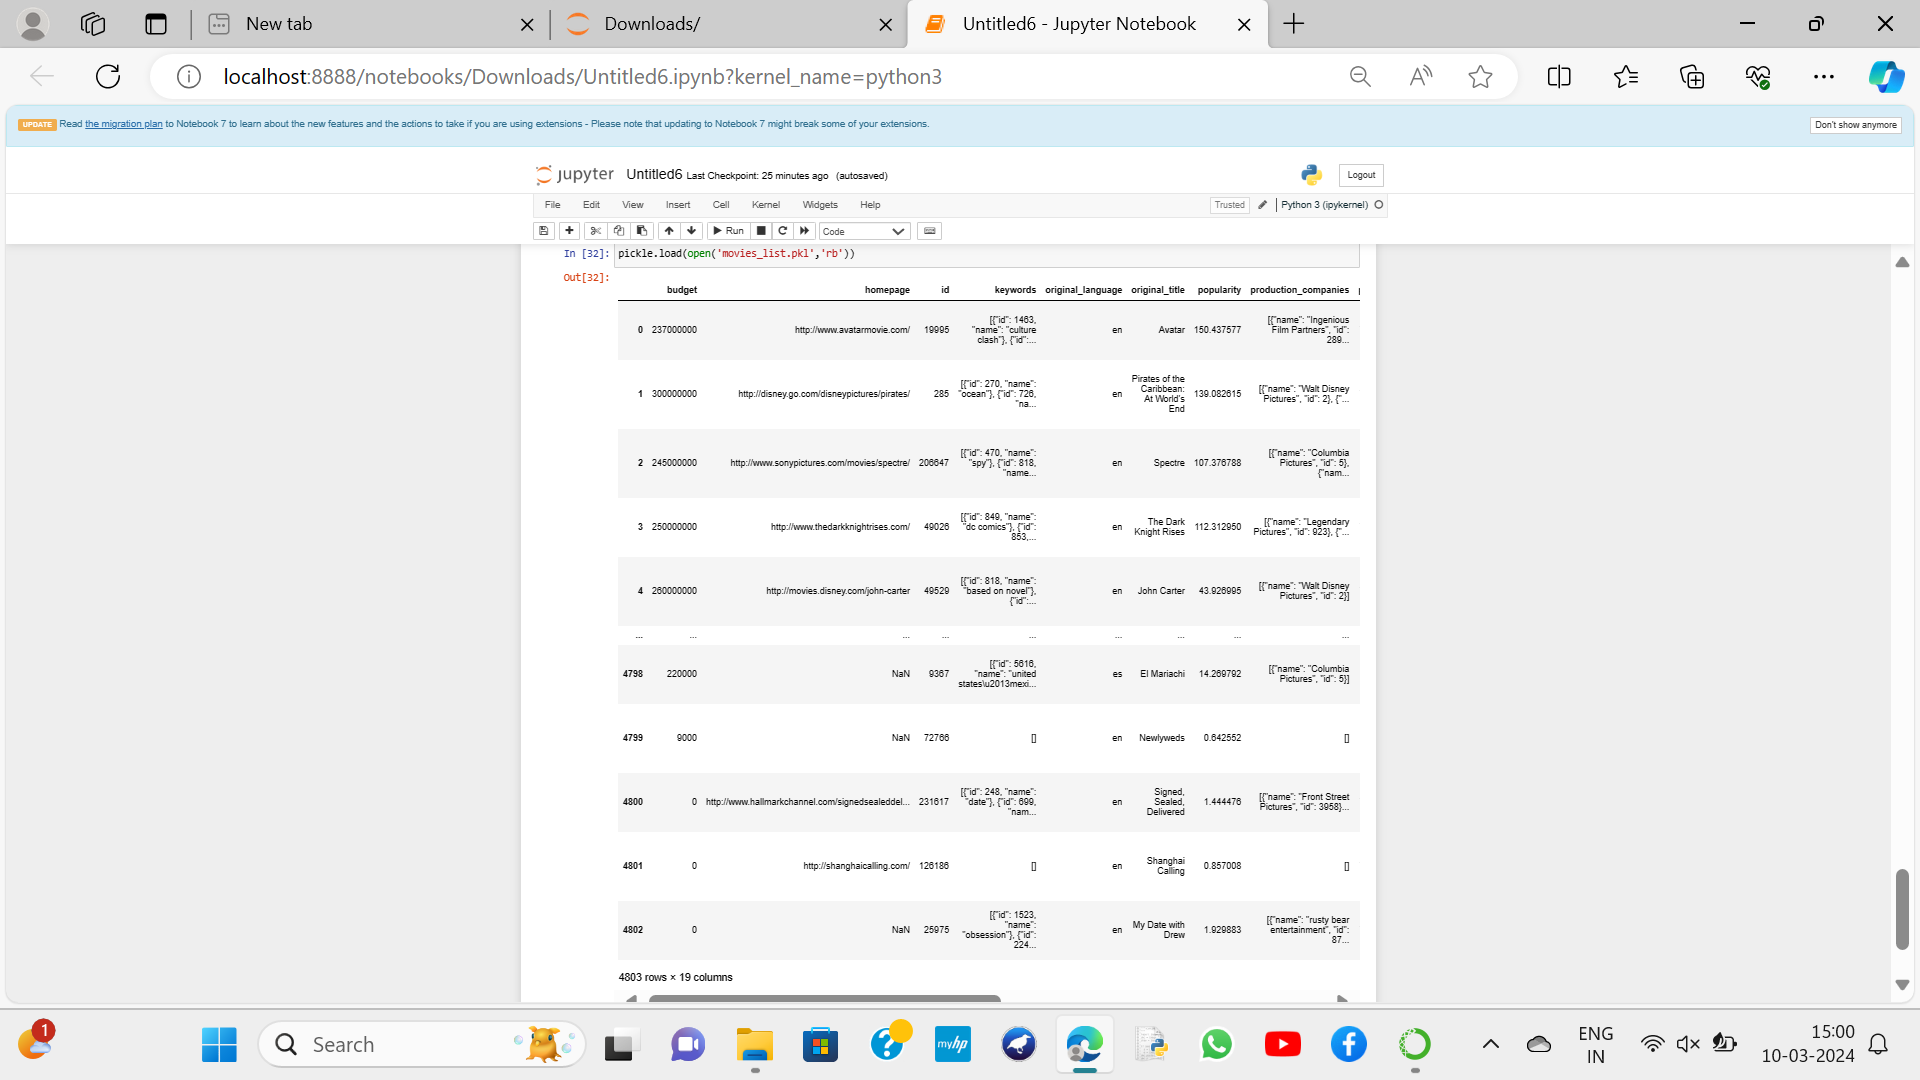 New tab
Downloads/
Untitled6 - Jupyter Notebook
localhost:8888/notebooks/Downloads/Untitled6.ipynb?kernel_name=python3
UPDATE Read the migration plan to Notebook 7 to learn about the new features and the actions to take if you are using extensions - Please note that updating to Notebook 7 might break some of your extensions.
Don't show anymore
jupyter Untitled6 Last Checkpoint: 25 minutes ago (autosaved)
Logout
File Edit View Insert Cell Kernel Widgets Help
Trusted
Python 3 (ipykernel)
Run
Code
In [32]: pickle.load(open('movies_list.pkl','rb'))
Out[32]:
budget homepage id keywords original_language original_title popularity production_companies
0 237000000 http://www.avatarmovie.com/ 19995 [{"id": 1463, "name": "culture clash"}, {"id":... en Avatar 150.437577 [{"name": "Ingenious Film Partners", "id": 289...
1 300000000 http://disney.go.com/disneypictures/pirates/ 285 [{"id": 270, "name": "ocean"}, {"id": 726, "na... en Pirates of the Caribbean: At World's End 139.082615 [{"name": "Walt Disney Pictures", "id": 2}, {"...
2 245000000 http://www.sonypictures.com/movies/spectre/ 206647 [{"id": 470, "name": "spy"}, {"id": 818, "name... en Spectre 107.376788 [{"name": "Columbia Pictures", "id": 5}, {"nam...
3 250000000 http://www.thedarkknightrises.com/ 49026 [{"id": 849, "name": "dc comics"}, {"id": 853,... en The Dark Knight Rises 112.312950 [{"name": "Legendary Pictures", "id": 923}, {"...
4 260000000 http://movies.disney.com/john-carter 49529 [{"id": 818, "name": "based on novel"}, {"id":... en John Carter 43.926995 [{"name": "Walt Disney Pictures", "id": 2}]
... ... ... ... ... ... ... ... ...
4798 220000 NaN 9367 [{"id": 5616, "name": "united states\u2013mexi... es El Mariachi 14.269792 [{"name": "Columbia Pictures", "id": 5}]
4799 9000 NaN 72766 [] en Newlyweds 0.642552 []
4800 0 http://www.hallmarkchannel.com/signedsealeddel... 231617 [{"id": 248, "name": "date"}, {"id": 699, "nam... en Signed, Sealed, Delivered 1.444476 [{"name": "Front Street Pictures", "id": 3958}...
4801 0 http://shanghaicalling.com/ 126186 [] en Shanghai Calling 0.857008 []
4802 0 NaN 25975 [{"id": 1523, "name": "obsession"}, {"id": 224... en My Date with Drew 1.929883 [{"name": "rusty bear entertainment", "id": 87...
4803 rows × 19 columns
1
Search
myhp
ENG
IN
15:00
10-03-2024